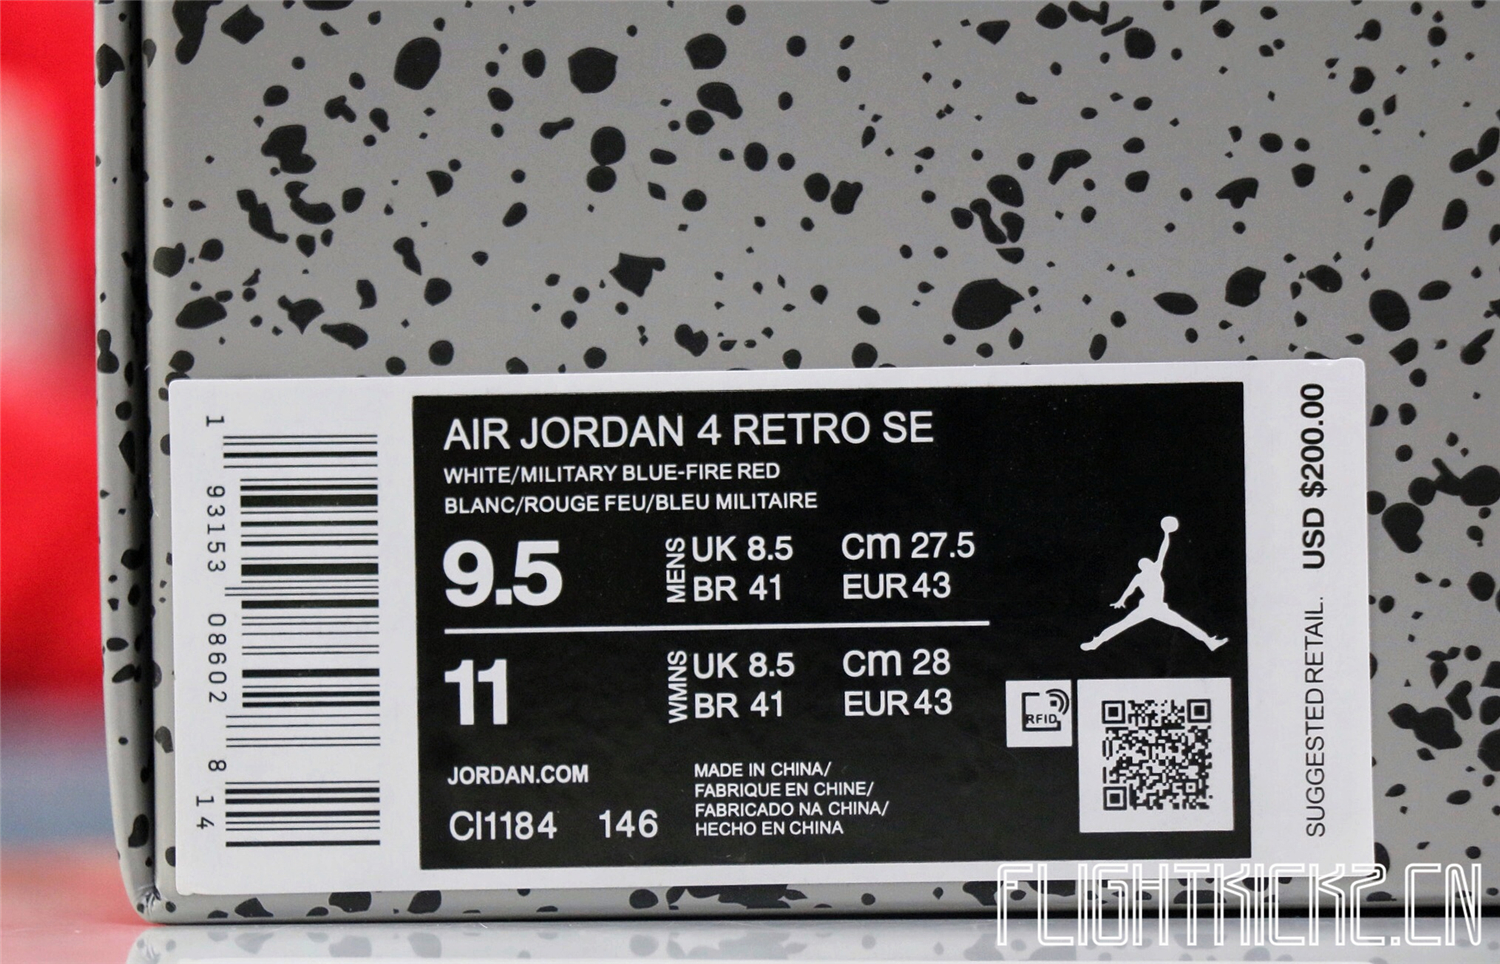 AIR JORDAN 4 RETRO SE
WHITE/MILITARY BLUE-FIRE RED
BLANC/ROUGE FEU/BLEU MILITAIRE
9.5
MENS
UK 8.5
cm 27.5
BR 41
EUR 43
11
WMNS
UK 8.5
cm 28
BR 41
EUR 43
JORDAN.COM
CI1184 146
MADE IN CHINA/
FABRIQUE EN CHINE/
FABRICADO NA CHINA/
HECHO EN CHINA
RFID
1 93153 08602 8
14
SUGGESTED RETAIL. USD $200.00
FLIGHTKICKZ.CN